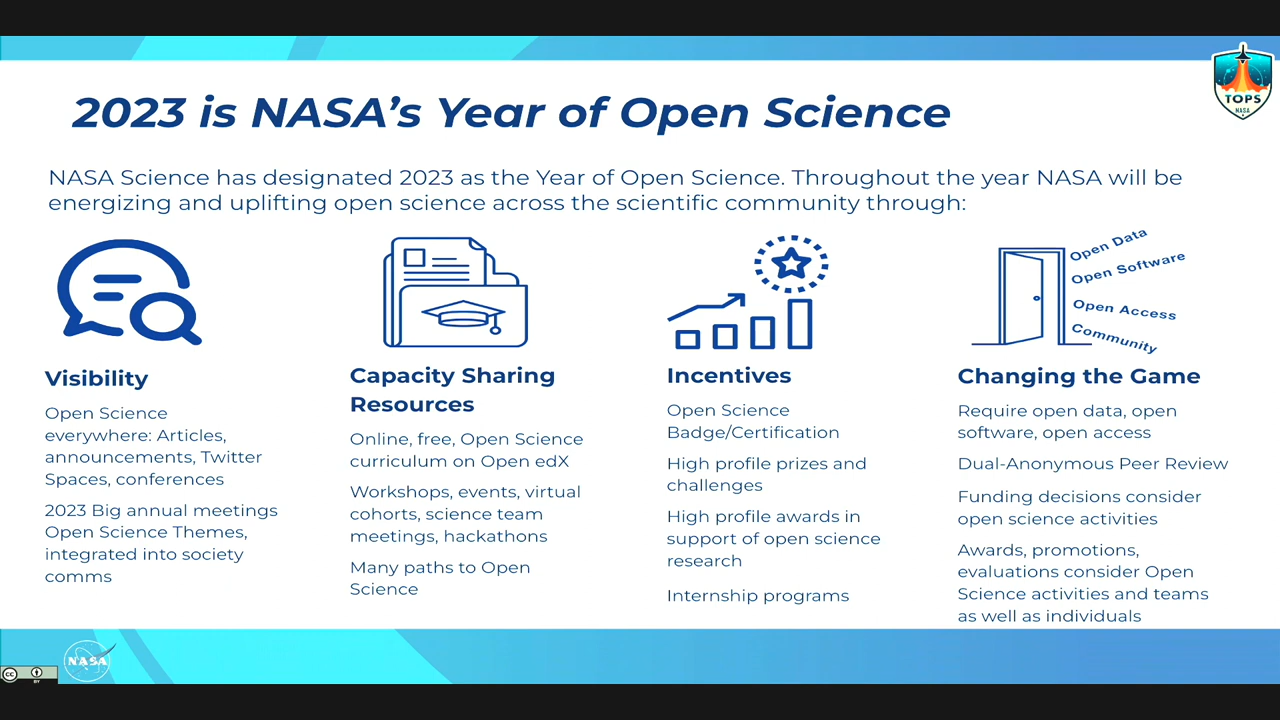 TOPS
NASA
2023 is NASA's Year of Open Science
NASA Science has designated 2023 as the Year of Open Science. Throughout the year NASA will be
energizing and uplifting open science across the scientific community through:
Visibility
Open Science
everywhere: Articles,
announcements, Twitter
Spaces, conferences
2023 Big annual meetings
Open Science Themes,
integrated into society
comms
Capacity Sharing
Resources
Online, free, Open Science
curriculum on Open edX
Workshops, events, virtual
cohorts, science team
meetings, hackathons
Many paths to Open
Science
Incentives
Open Science
Badge/Certification
High profile prizes and
challenges
High profile awards in
support of open science
research
Internship programs
Open Data
Open Software
Open Access
Community
Changing the Game
Require open data, open
software, open access
Dual-Anonymous Peer Review
Funding decisions consider
open science activities
Awards, promotions,
evaluations consider Open
Science activities and teams
as well as individuals
NASA
cc
BY